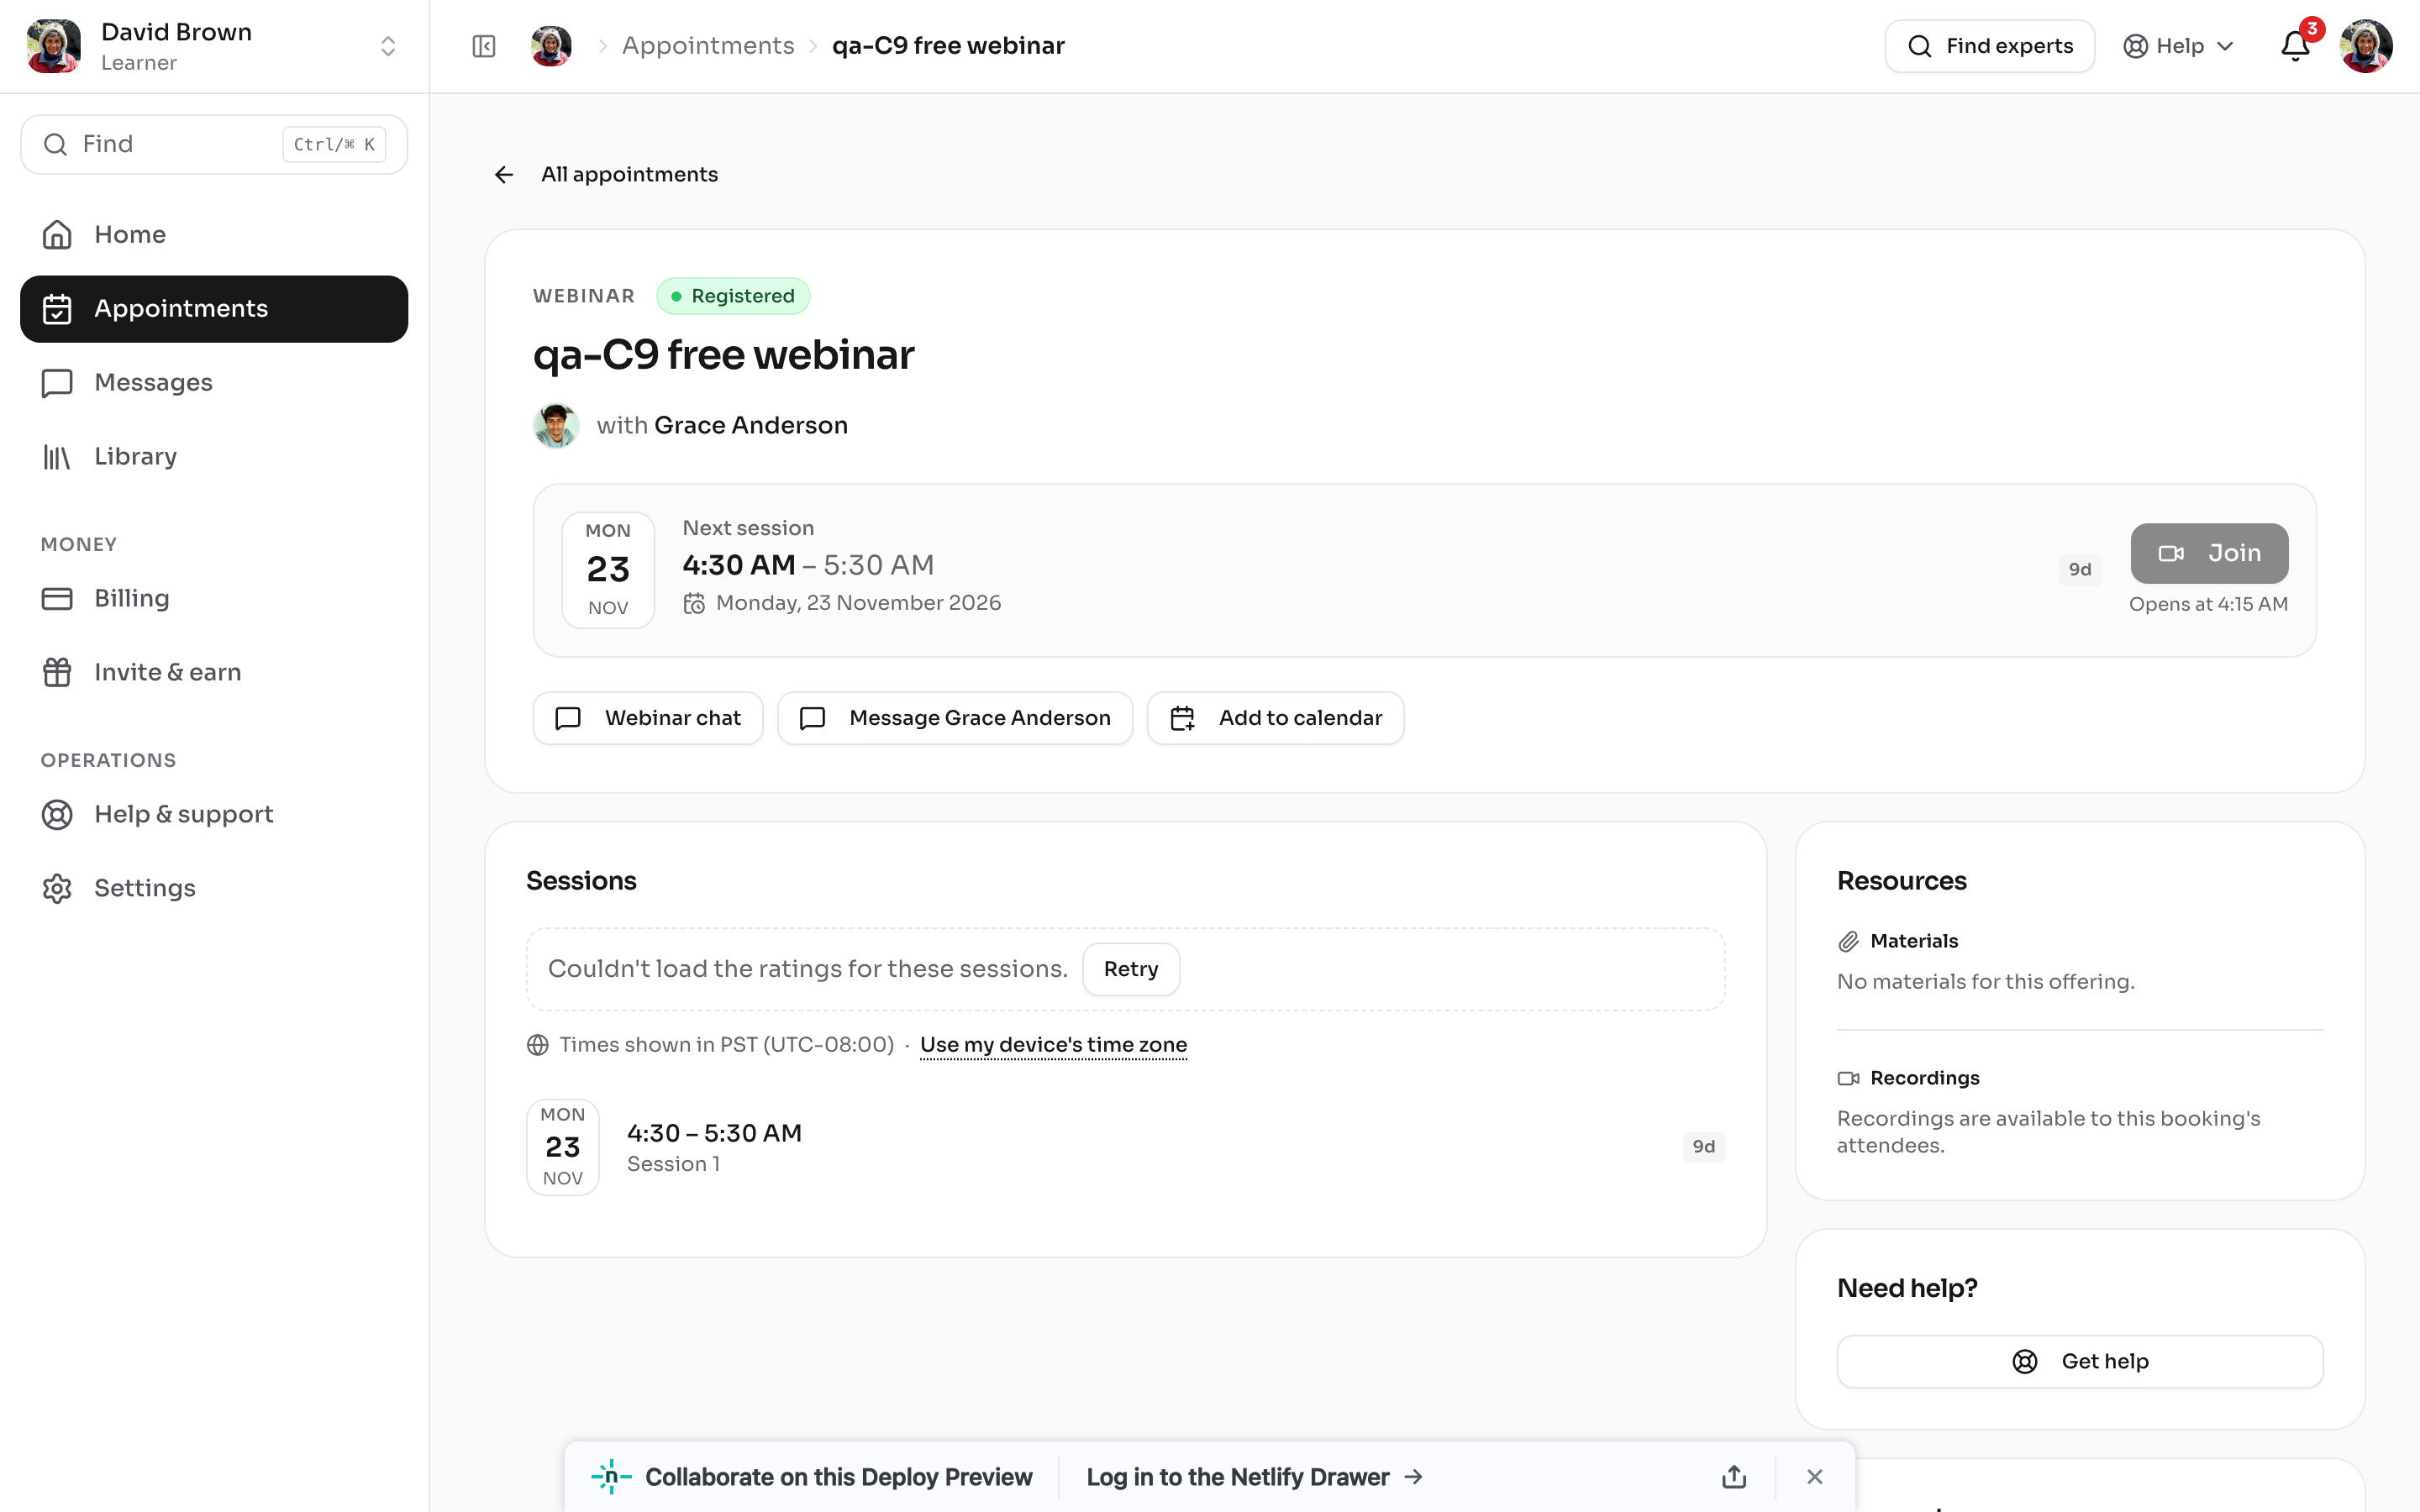 David Brown
Learner
Appointments
qa-C9 free webinar
Find experts
Help
3
Find
Ctrl/⌘ K
Home
Appointments
Messages
Library
MONEY
Billing
Invite & earn
OPERATIONS
Help & support
Settings
All appointments
WEBINAR
Registered
qa-C9 free webinar
with Grace Anderson
MON
23
NOV
Next session
4:30 AM – 5:30 AM
Monday, 23 November 2026
9d
Join
Opens at 4:15 AM
Webinar chat
Message Grace Anderson
Add to calendar
Sessions
Couldn't load the ratings for these sessions.
Retry
Times shown in PST (UTC-08:00) · Use my device's time zone
MON
23
NOV
4:30 – 5:30 AM
Session 1
9d
Resources
Materials
No materials for this offering.
Recordings
Recordings are available to this booking's
attendees.
Need help?
Get help
Collaborate on this Deploy Preview
Log in to the Netlify Drawer →